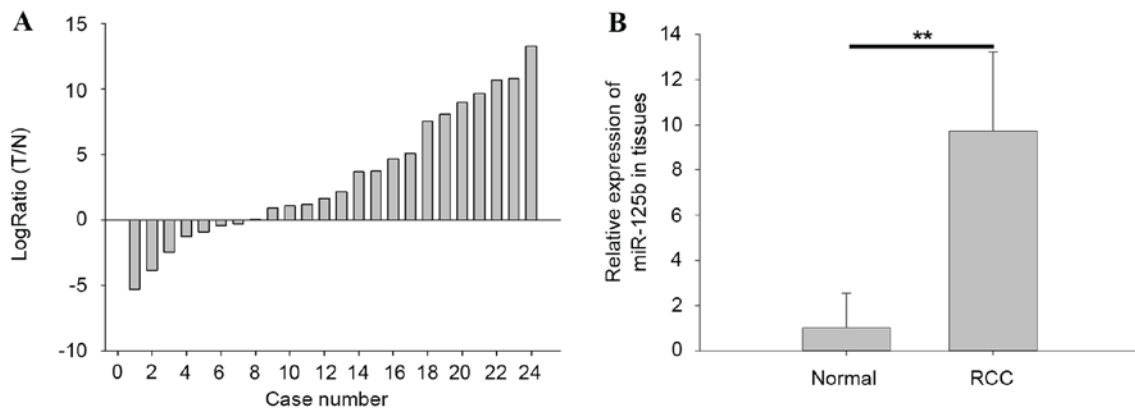 A
LogRatio (T/N)
15
10
5
0
-5
-10
0 2 4 6 8 10 12 14 16 18 20 22 24
Case number
B
Relative expression of
miR-125b in tissues
14
12
10
8
6
4
2
0
**
Normal RCC